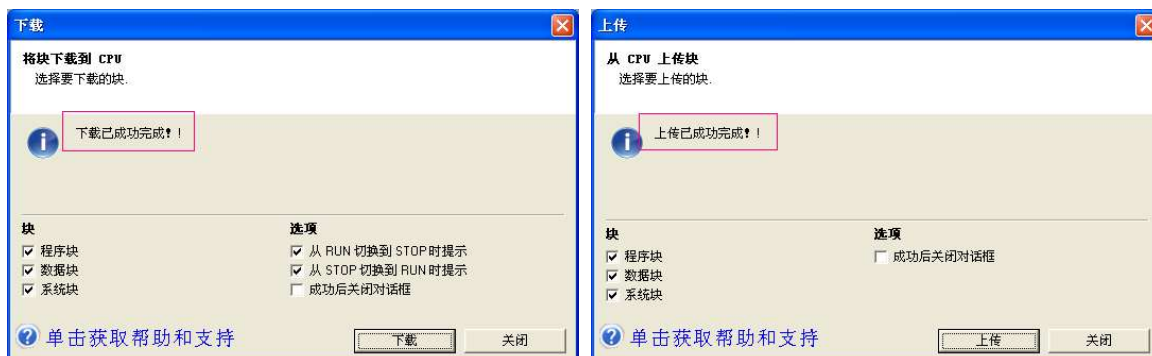 下载
将块下载到 CPU
选择要下载的块.
下载已成功完成!!
块
选项
程序块
从 RUN 切换到 STOP时提示
数据块
从 STOP 切换到 RUN 时提示
系统块
成功后关闭对话框
单击获取帮助和支持
下载
关闭
上传
从 CPU 上传块
选择要上传的块.
上传已成功完成!!
块
选项
程序块
成功后关闭对话框
数据块
系统块
单击获取帮助和支持
上传
关闭